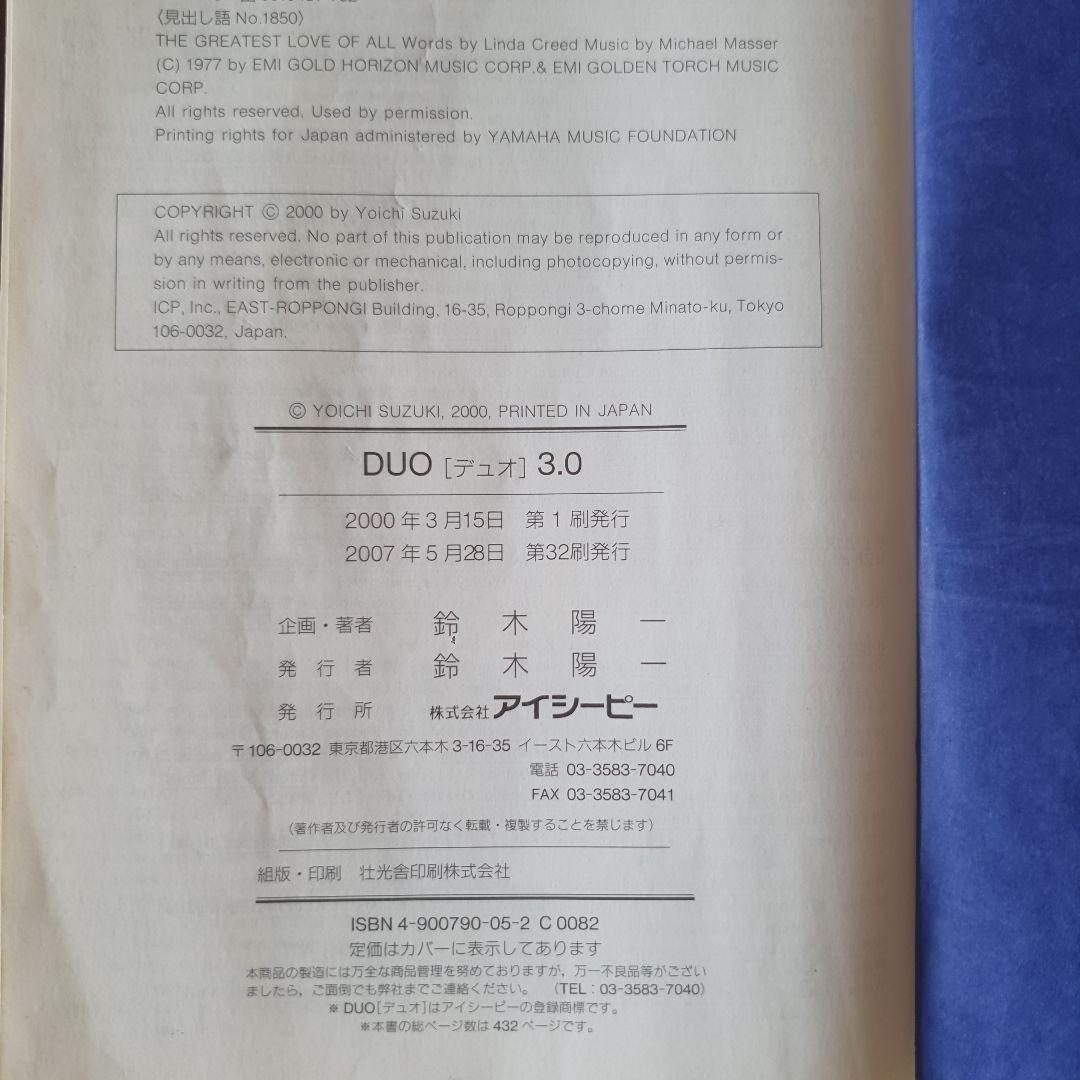 〈見出し語 No.1850〉
THE GREATEST LOVE OF ALL Words by Linda Creed Music by Michael Masser
(C) 1977 by EMI GOLD HORIZON MUSIC CORP.& EMI GOLDEN TORCH MUSIC
CORP.
All rights reserved. Used by permission.
Printing rights for Japan administered by YAMAHA MUSIC FOUNDATION
COPYRIGHT © 2000 by Yoichi Suzuki
All rights reserved. No part of this publication may be reproduced in any form or
by any means, electronic or mechanical, including photocopying, without permis-
sion in writing from the publisher.
ICP, Inc., EAST-ROPPONGI Building, 16-35, Roppongi 3-chome Minato-ku, Tokyo
106-0032, Japan.
© YOICHI SUZUKI, 2000, PRINTED IN JAPAN
DUO [デュオ] 3.0
2000年3月15日 第1刷発行
2007年5月28日 第32刷発行
企画・著者 鈴木陽一
発行者 鈴木陽一
発行所 株式会社アイシーピー
〒106-0032 東京都港区六本木3-16-35 イースト六本木ビル6F
電話 03-3583-7040
FAX 03-3583-7041
(著作者及び発行者の許可なく転載・複製することを禁じます)
組版・印刷 壮光舎印刷株式会社
ISBN4-900790-05-2 C0082
定価はカバーに表示してあります
本商品の製造には万全な商品管理を努めておりますが，万一不良品等がござい
ましたら，ご面倒でも弊社までご連絡ください。 (TEL：03-3583-7040)
※ DUO[デュオ]はアイシーピーの登録商標です。
※本書の総ページ数は432ページです。